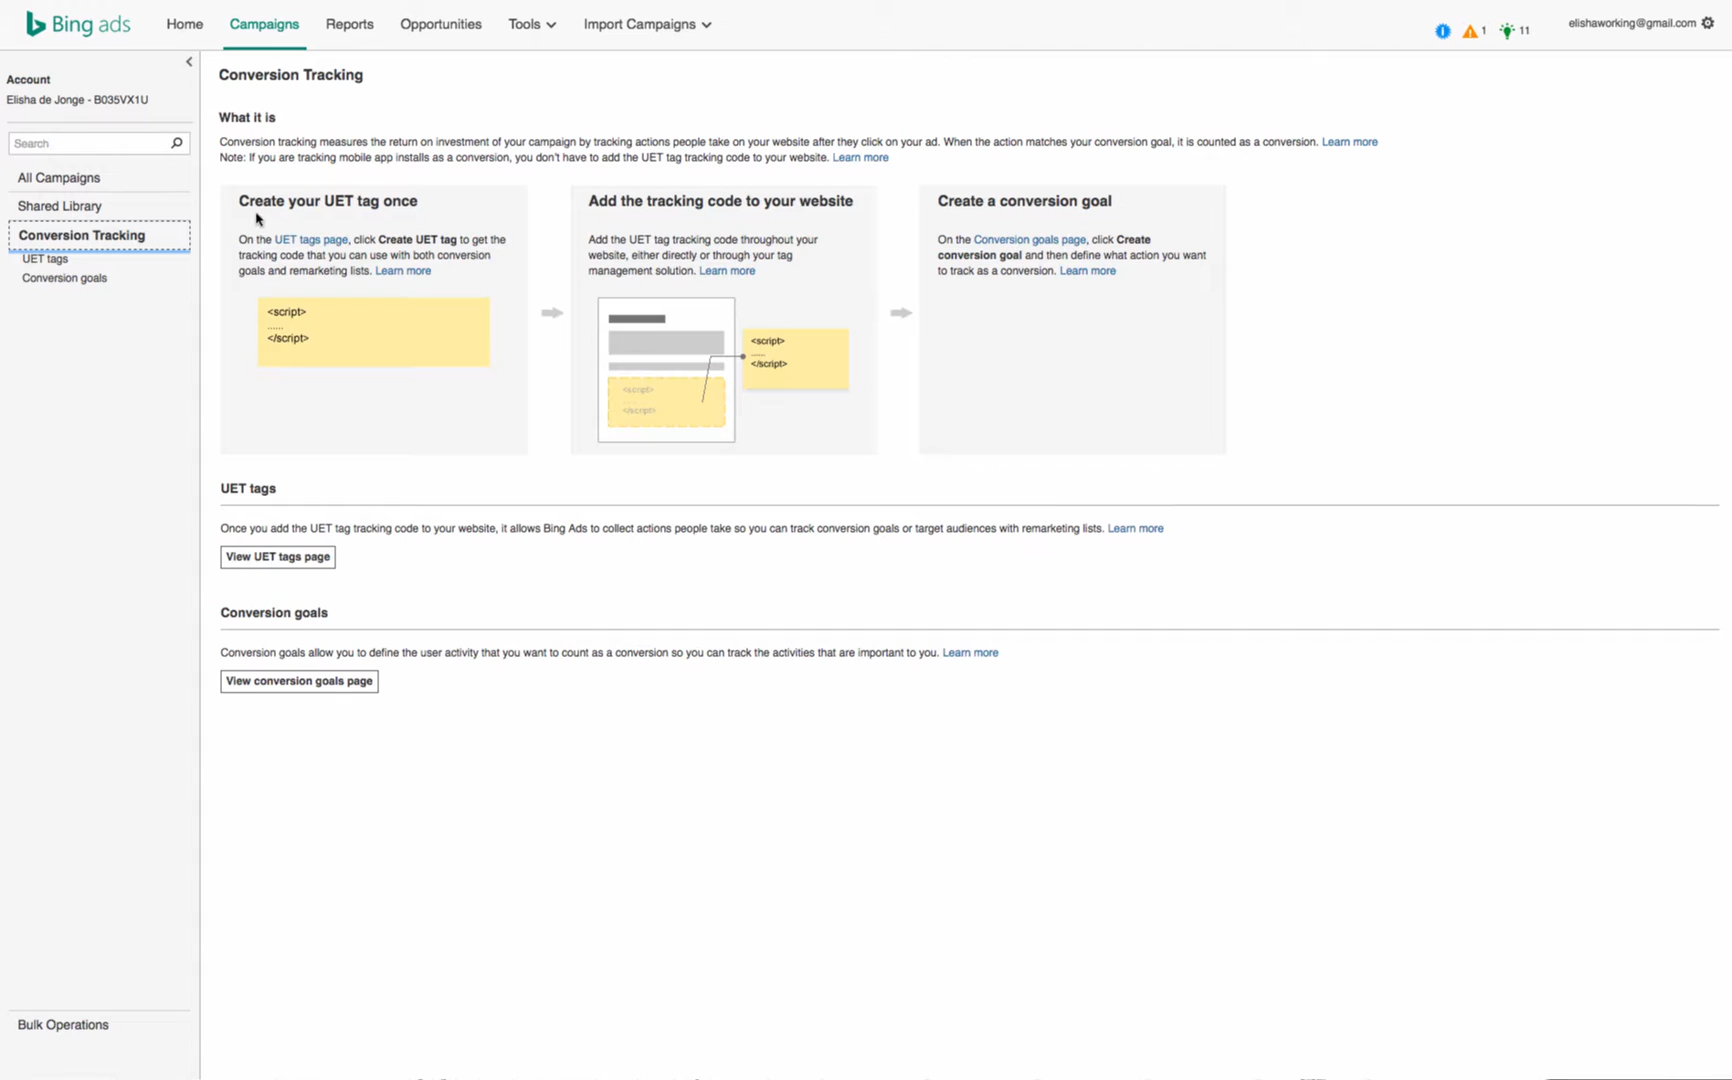 Bing ads
Home
Campaigns
Reports
Opportunities
Tools
Import Campaigns
1
11
elishaworking@gmail.com
Account
Elisha de Jonge - B035VX1U
Search
All Campaigns
Shared Library
Conversion Tracking
UET tags
Conversion goals
Bulk Operations
Conversion Tracking
What it is
Conversion tracking measures the return on investment of your campaign by tracking actions people take on your website after they click on your ad. When the action matches your conversion goal, it is counted as a conversion. Learn more
Note: If you are tracking mobile app installs as a conversion, you don't have to add the UET tag tracking code to your website. Learn more
Create your UET tag once
On the UET tags page, click Create UET tag to get the
tracking code that you can use with both conversion
goals and remarketing lists. Learn more
<script>
......
</script>
Add the tracking code to your website
Add the UET tag tracking code throughout your
website, either directly or through your tag
management solution. Learn more
<script>
......
</script>
<script>
......
</script>
Create a conversion goal
On the Conversion goals page, click Create
conversion goal and then define what action you want
to track as a conversion. Learn more
UET tags
Once you add the UET tag tracking code to your website, it allows Bing Ads to collect actions people take so you can track conversion goals or target audiences with remarketing lists. Learn more
View UET tags page
Conversion goals
Conversion goals allow you to define the user activity that you want to count as a conversion so you can track the activities that are important to you. Learn more
View conversion goals page